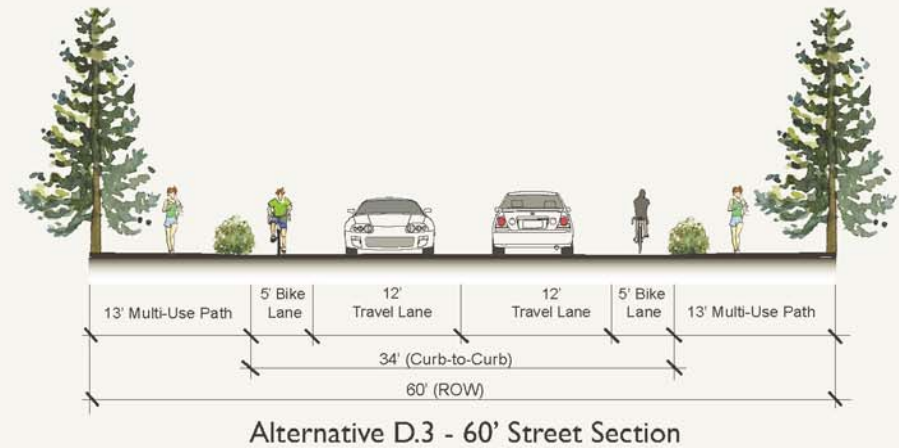 13' Multi-Use Path
5' Bike
Lane
12'
Travel Lane
12'
Travel Lane
5' Bike
Lane
13' Multi-Use Path
34' (Curb-to-Curb)
60' (ROW)
Alternative D.3 - 60' Street Section